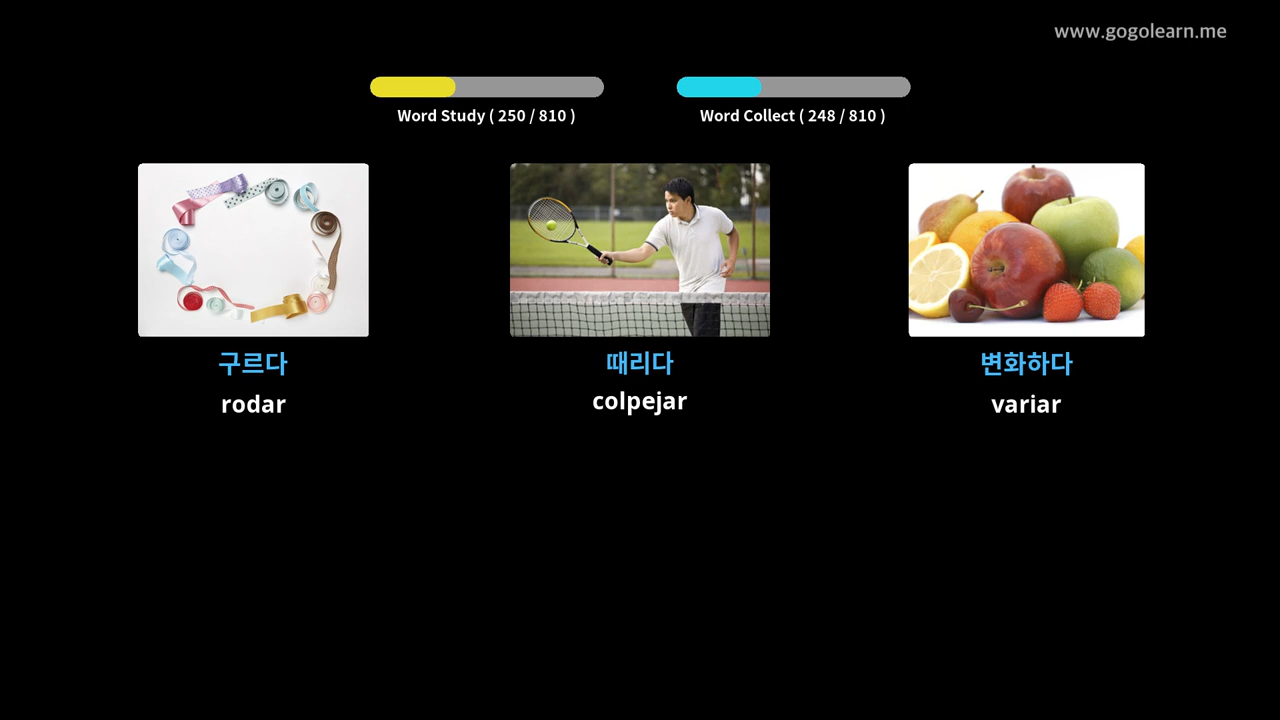 www.gogolearn.me
Word Study ( 250 / 810 )
Word Collect ( 248 / 810 )
구르다
때리다
변화하다
rodar
colpejar
variar